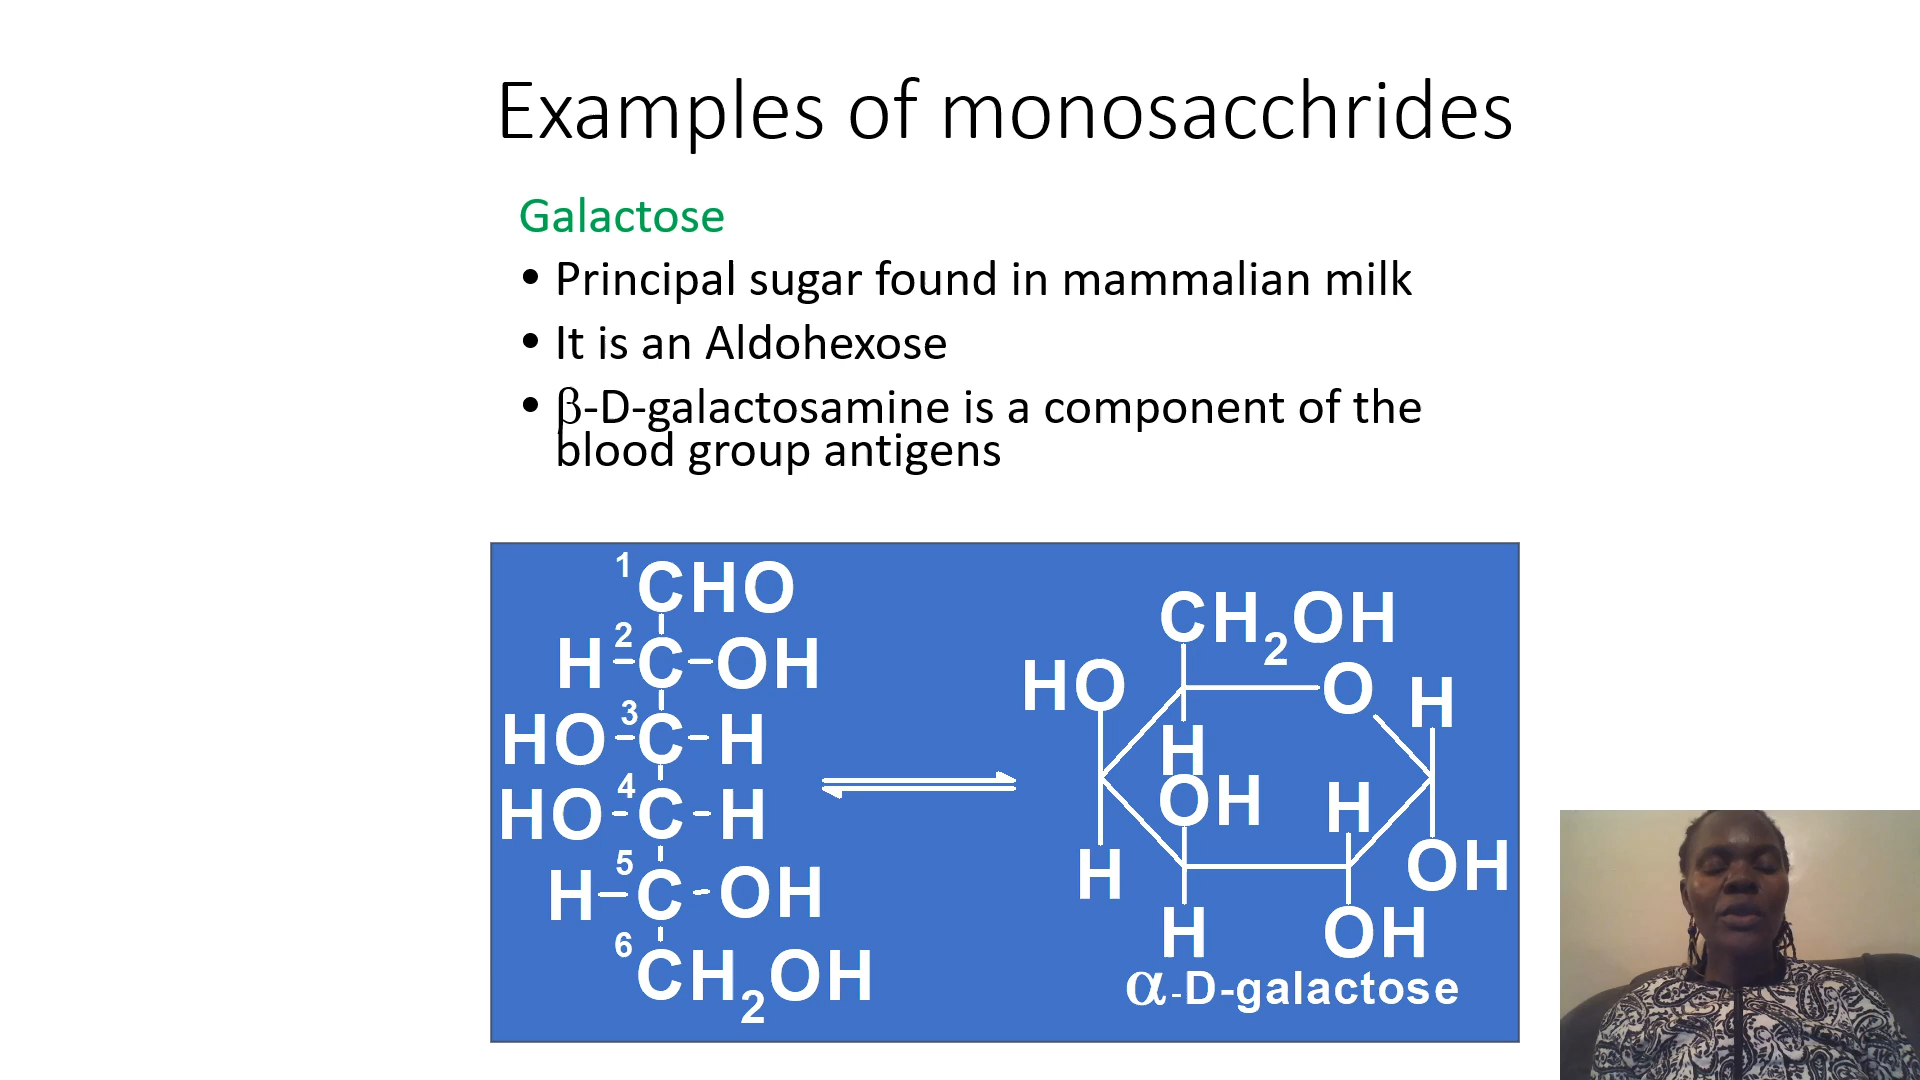 Examples of monosacchrides
Galactose
• Principal sugar found in mammalian milk
• It is an Aldohexose
• β-D-galactosamine is a component of the
blood group antigens
1CHO
H-2C-OH
HO-3C-H
HO-4C-H
H-5C-OH
6CH2OH
CH2OH
HO
O
H
H
OH
H
H
OH
H
OH
α-D-galactose